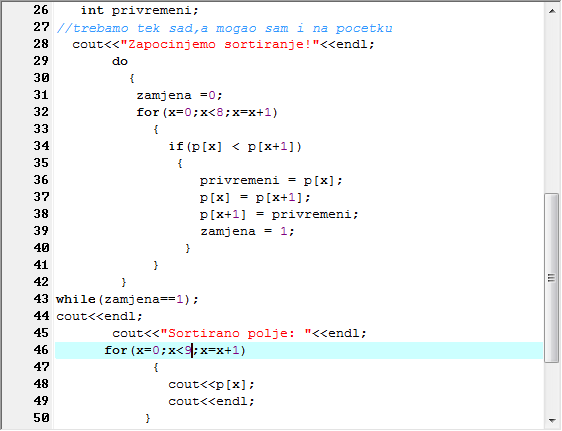 26 int privremeni;
27 //trebamo tek sad,a mogao sam i na pocetku
28 cout<<"Zapocinjemo sortiranje!"<<endl;
29 do
30 {
31 zamjena =0;
32 for(x=0;x<8;x=x+1)
33 {
34 if(p[x] < p[x+1])
35 {
36 privremeni = p[x];
37 p[x] = p[x+1];
38 p[x+1] = privremeni;
39 zamjena = 1;
40 }
41 }
42 }
43 while(zamjena==1);
44 cout<<endl;
45 cout<<"Sortirano polje: "<<endl;
46 for(x=0;x<9;x=x+1)
47 {
48 cout<<p[x];
49 cout<<endl;
50 }